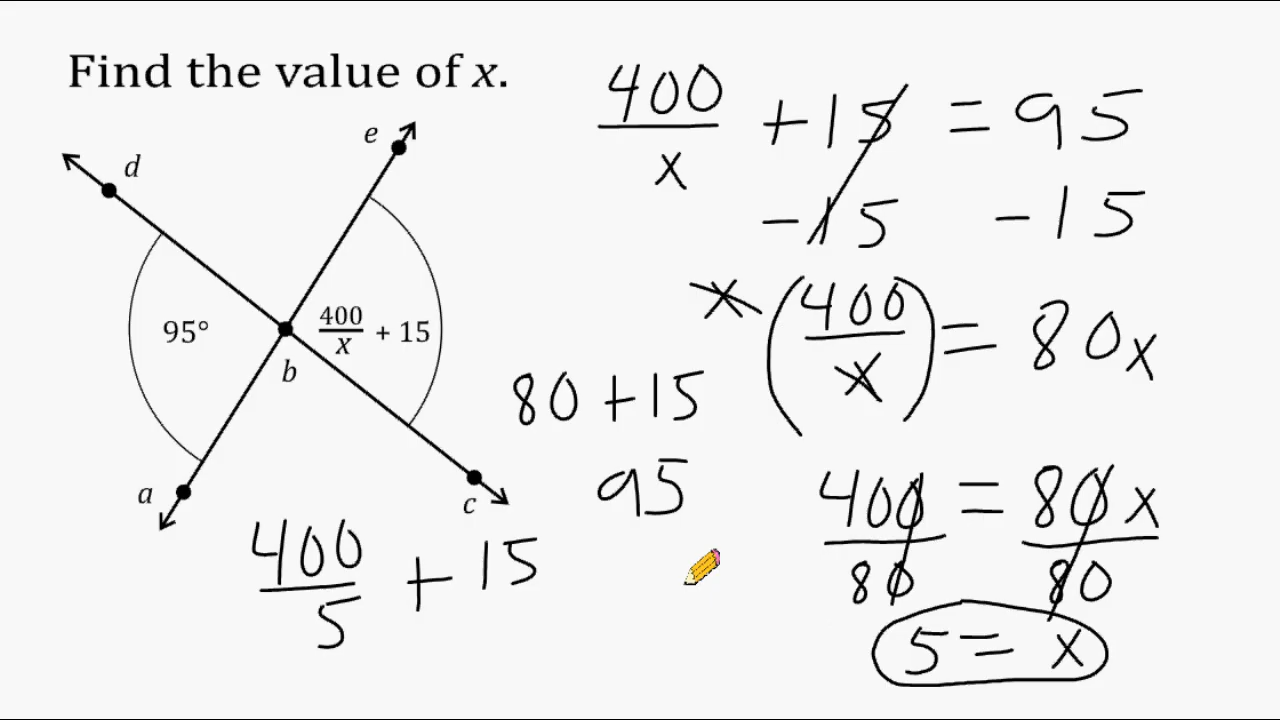 Find the value of x.
400/x + 15 = 95
- 15 - 15
x (400/x) = 80x
400/80 = 80x/80
5 = x
d
e
95°
400/x + 15
b
a
c
80 + 15
95
400/5 + 15